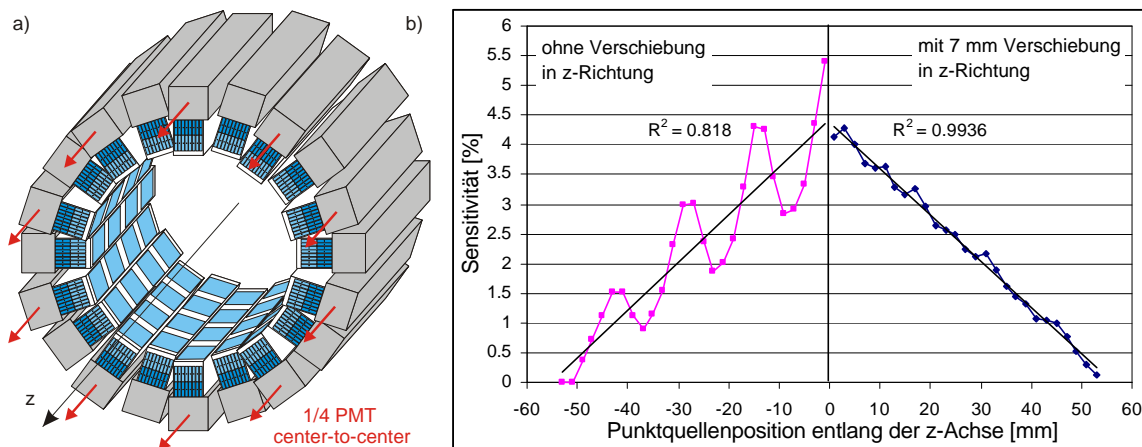 a)
z
1/4 PMT
center-to-center
b)
Sensitivität [%]
6
5.5
5
4.5
4
3.5
3
2.5
2
1.5
1
0.5
0
ohne Verschiebung
in z-Richtung
mit 7 mm Verschiebung
in z-Richtung
R² = 0.818
R² = 0.9936
-60 -50 -40 -30 -20 -10 0 10 20 30 40 50 60
Punktquellenposition entlang der z-Achse [mm]